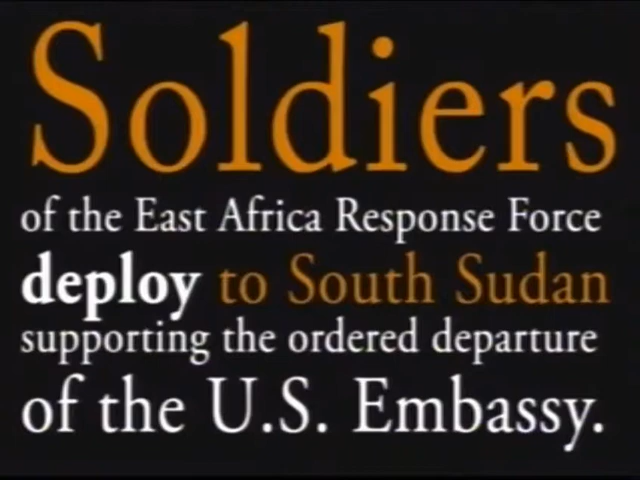 Soldiers
of the East Africa Response Force
deploy to South Sudan
supporting the ordered departure
of the U.S. Embassy.